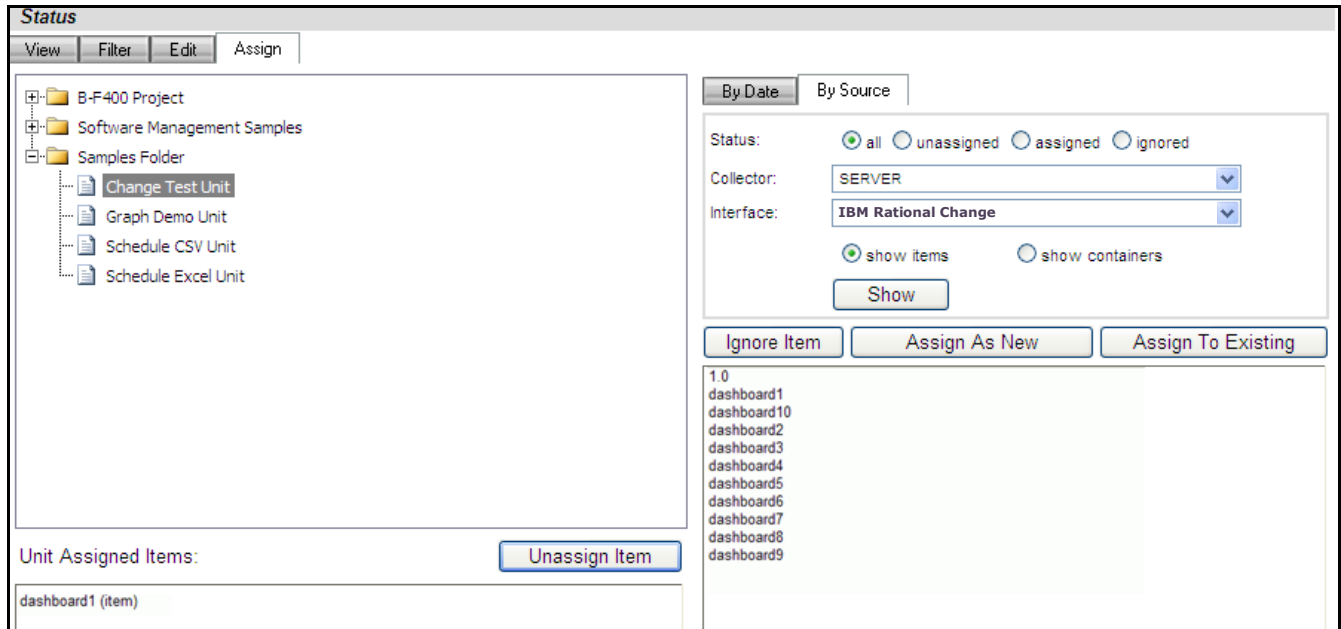 Status
View Filter Edit Assign
B-F400 Project
Software Management Samples
Samples Folder
Change Test Unit
Graph Demo Unit
Schedule CSV Unit
Schedule Excel Unit
Unit Assigned Items: Unassign Item
dashboard1 (item)
By Date By Source
Status: all unassigned assigned ignored
Collector: SERVER
Interface: IBM Rational Change
show items show containers
Show
Ignore Item Assign As New Assign To Existing
1.0
dashboard1
dashboard10
dashboard2
dashboard3
dashboard4
dashboard5
dashboard6
dashboard7
dashboard8
dashboard9